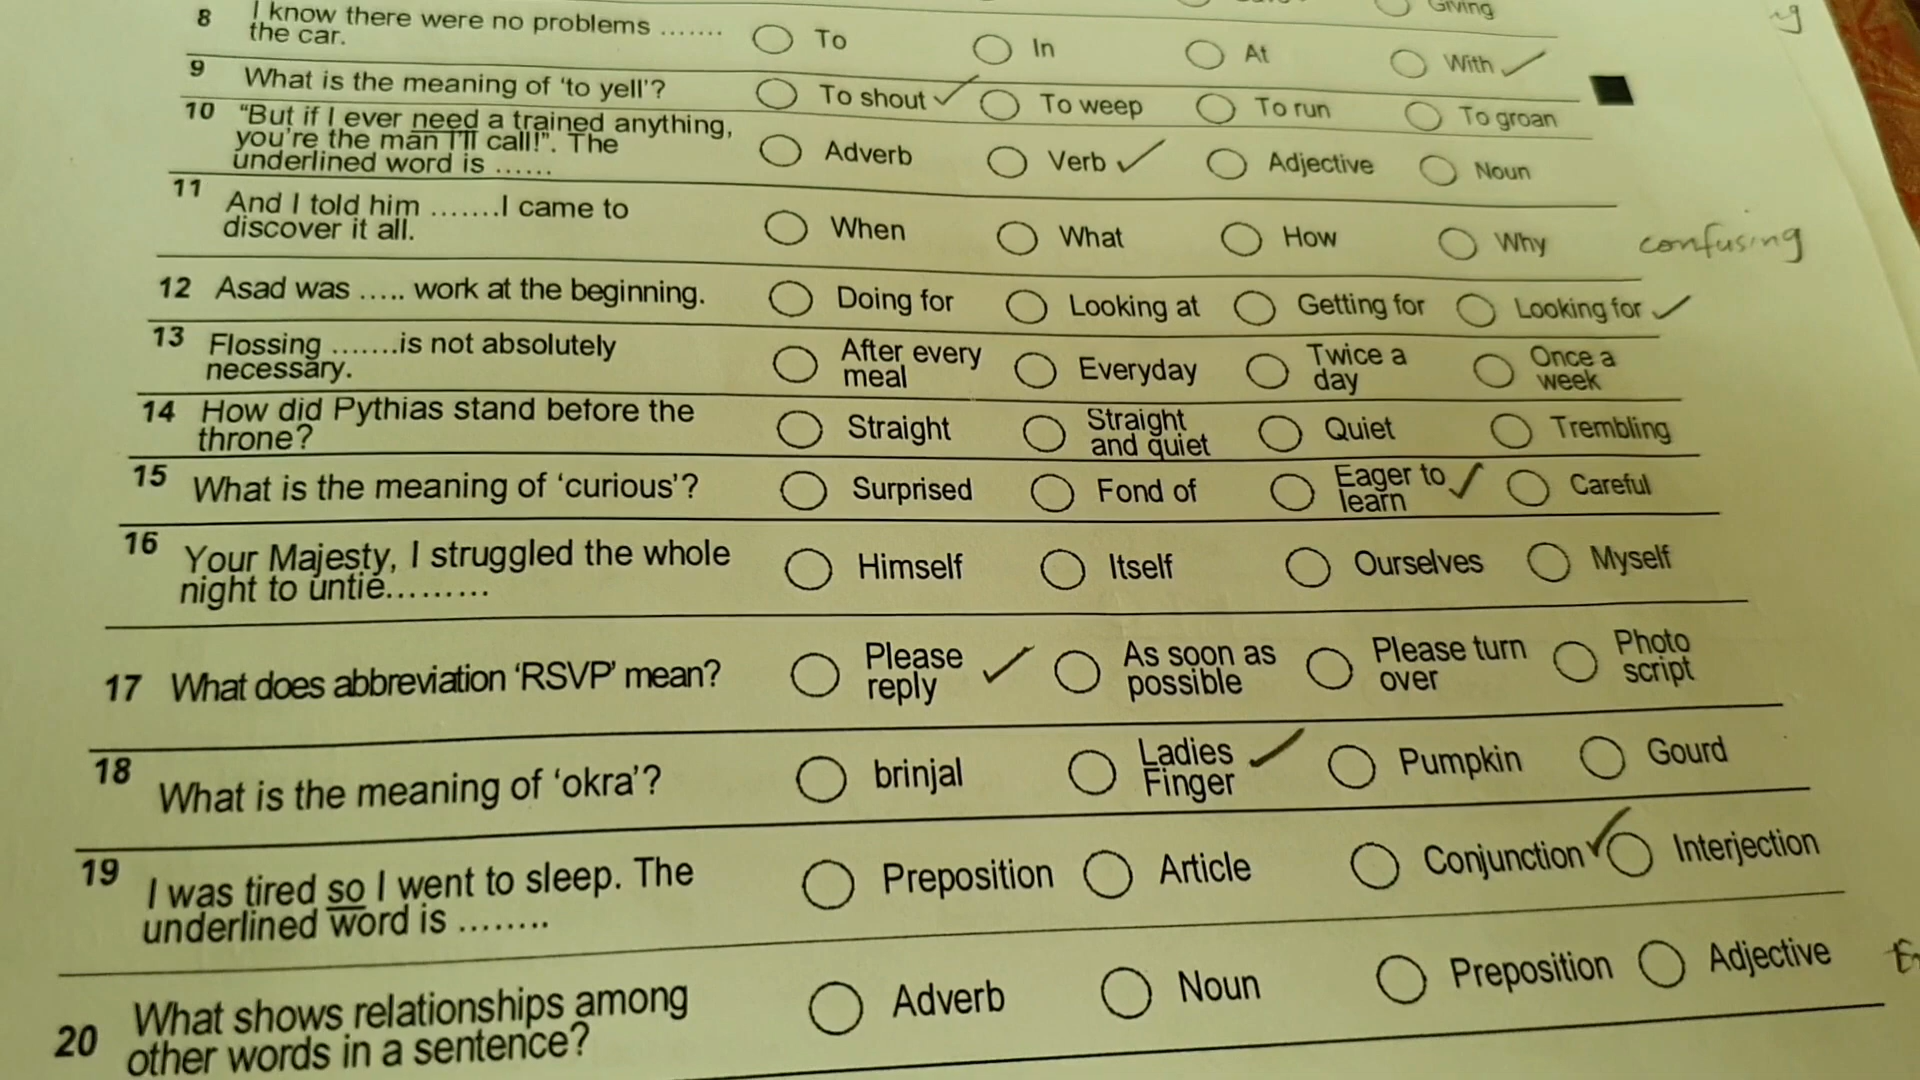 Giving
8 I know there were no problems ....... the car. To In At With
9 What is the meaning of 'to yell'? To shout To weep To run To groan
10 "But if I ever need a trained anything, you're the man I'll call!". The underlined word is ...... Adverb Verb Adjective Noun
11 And I told him .......I came to discover it all. When What How Why confusing
12 Asad was ..... work at the beginning. Doing for Looking at Getting for Looking for
13 Flossing .......is not absolutely necessary. After every meal Everyday Twice a day Once a week
14 How did Pythias stand before the throne? Straight Straight and quiet Quiet Trembling
15 What is the meaning of 'curious'? Surprised Fond of Eager to learn Careful
16 Your Majesty, I struggled the whole night to untie......... Himself Itself Ourselves Myself
17 What does abbreviation 'RSVP' mean? Please reply As soon as possible Please turn over Photo script
18 What is the meaning of 'okra'? brinjal Ladies Finger Pumpkin Gourd
19 I was tired so I went to sleep. The underlined word is ........ Preposition Article Conjunction Interjection
20 What shows relationships among other words in a sentence? Adverb Noun Preposition Adjective